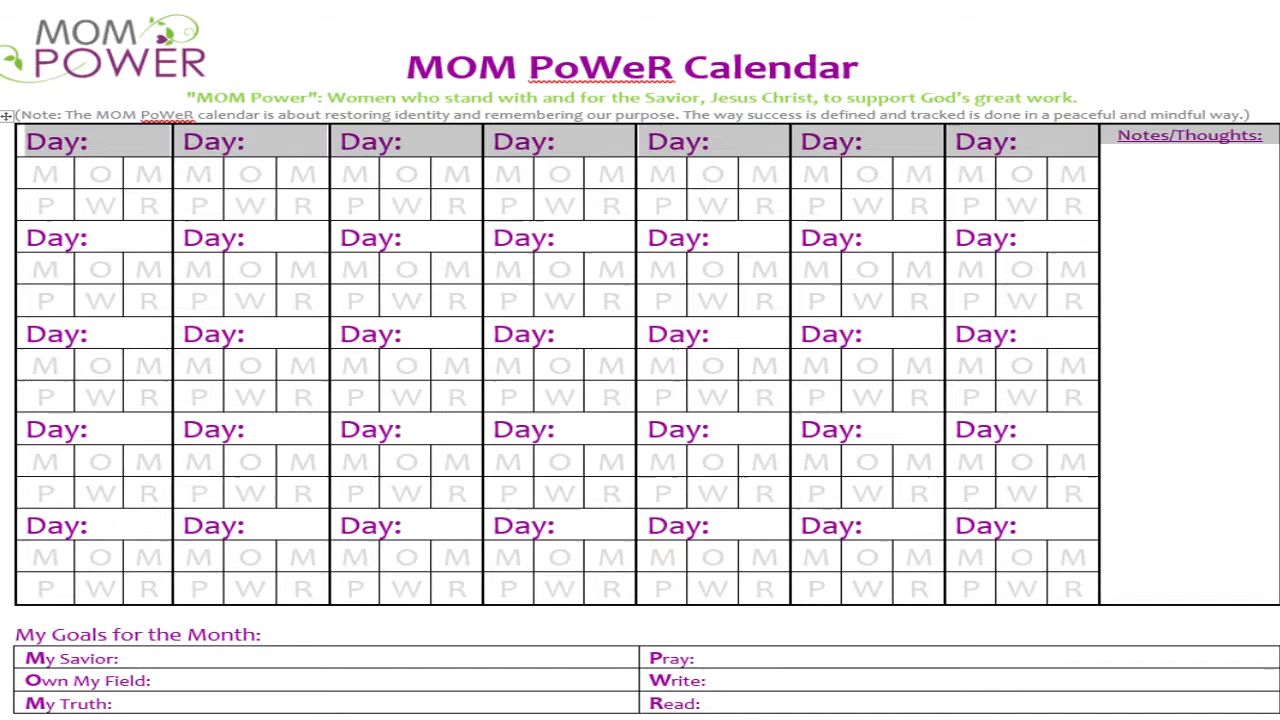 MOM
POWER
MOM PoWeR Calendar
"MOM Power": Women who stand with and for the Savior, Jesus Christ, to support God's great work.
(Note: The MOM PoWeR calendar is about restoring identity and remembering our purpose. The way success is defined and tracked is done in a peaceful and mindful way.)
Day: Day: Day: Day: Day: Day: Day: Notes/Thoughts:
M O M M O M M O M M O M M O M M O M M O M
P W R P W R P W R P W R P W R P W R P W R
Day: Day: Day: Day: Day: Day: Day:
M O M M O M M O M M O M M O M M O M M O M
P W R P W R P W R P W R P W R P W R P W R
Day: Day: Day: Day: Day: Day: Day:
M O M M O M M O M M O M M O M M O M M O M
P W R P W R P W R P W R P W R P W R P W R
Day: Day: Day: Day: Day: Day: Day:
M O M M O M M O M M O M M O M M O M M O M
P W R P W R P W R P W R P W R P W R P W R
Day: Day: Day: Day: Day: Day: Day:
M O M M O M M O M M O M M O M M O M M O M
P W R P W R P W R P W R P W R P W R P W R
My Goals for the Month:
My Savior: Pray:
Own My Field: Write:
My Truth: Read: